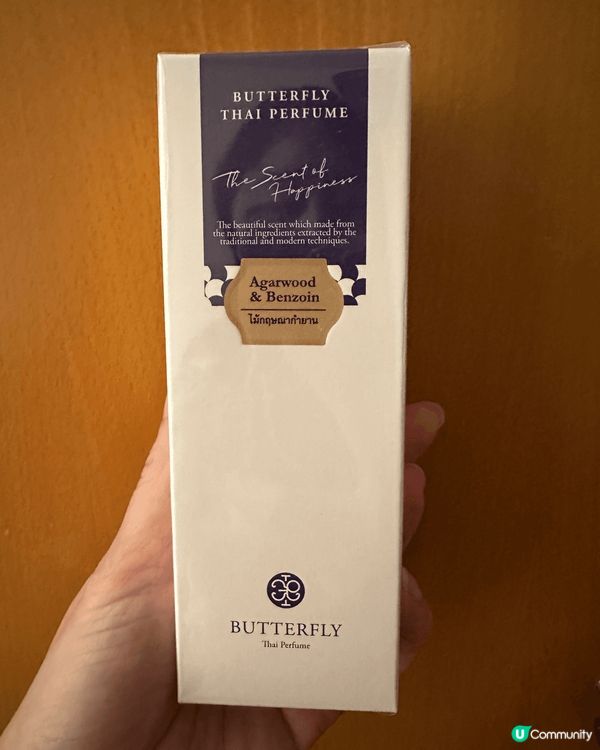 BUTTERFLY
THAI PERFUME
The Scent of
Happiness
The beautiful scent which made from
the natural ingredients extracted by the
traditional and modern techniques.
Agarwood
& Benzoin
ไม้กฤษณากำยาน
BUTTERFLY
Thai Perfume
U Community